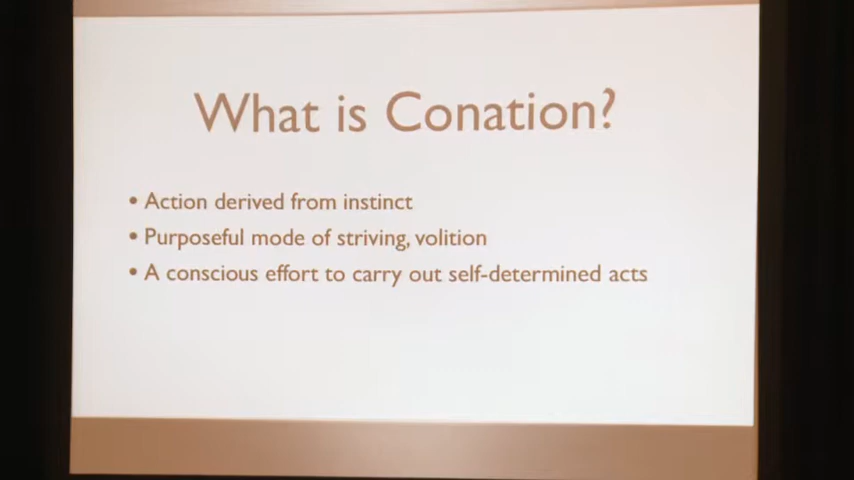 What is Conation?
• Action derived from instinct
• Purposeful mode of striving, volition
• A conscious effort to carry out self-determined acts